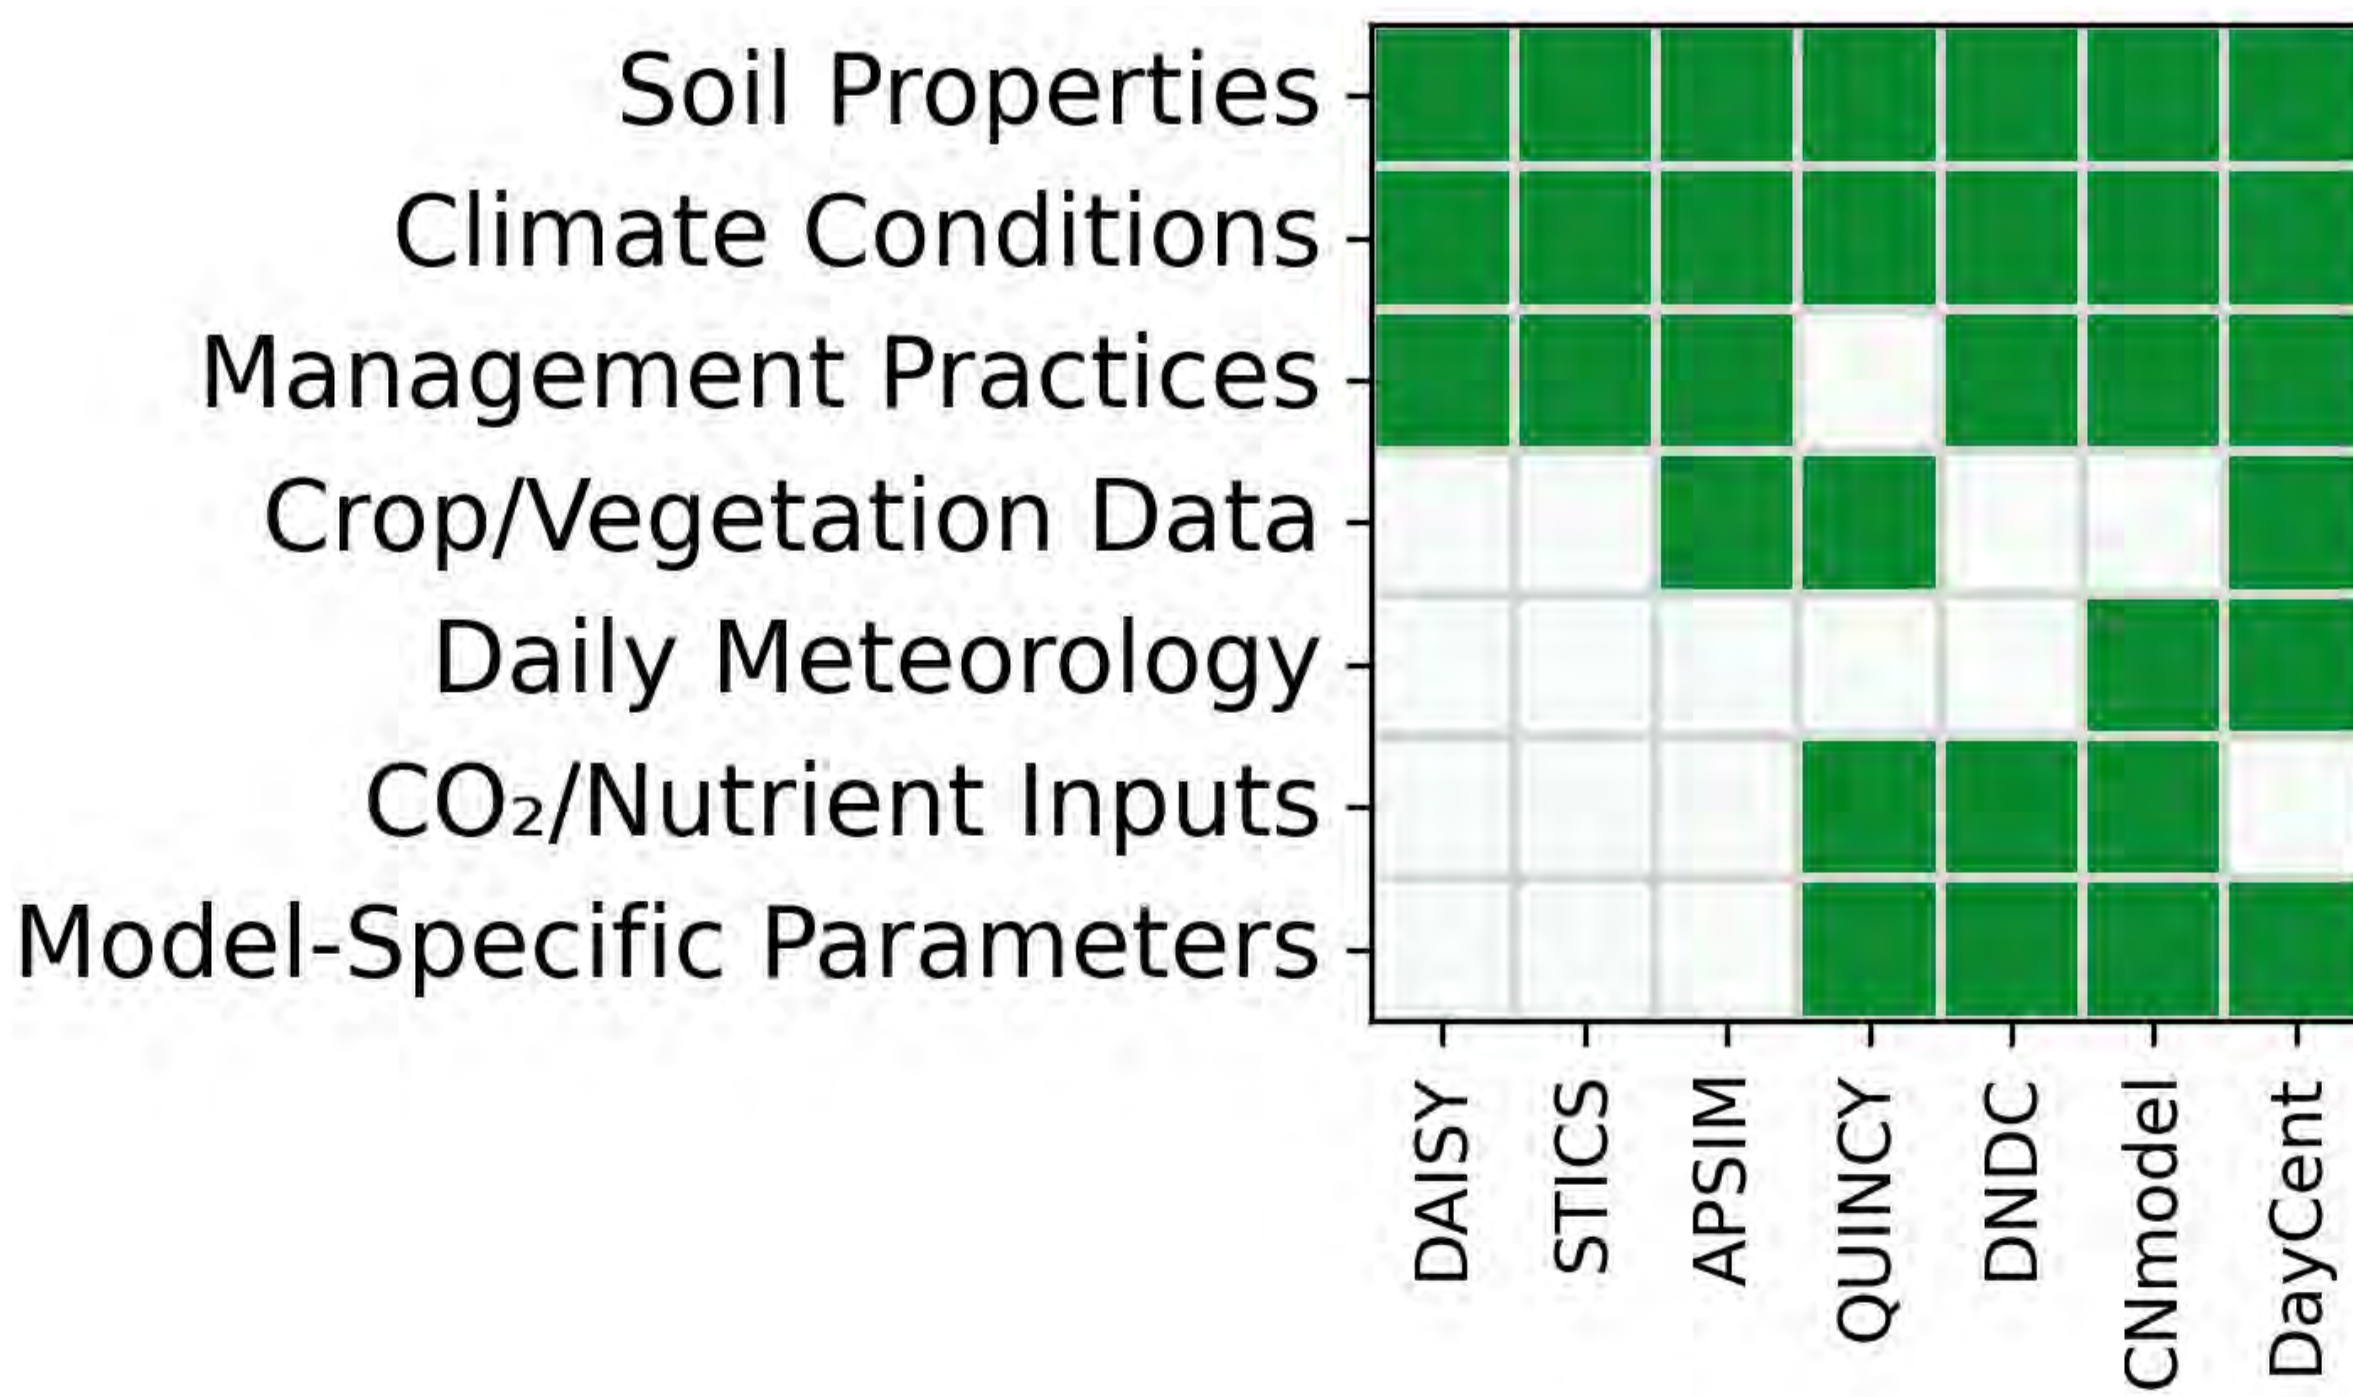 Soil Properties
Climate Conditions
Management Practices
Crop/Vegetation Data
Daily Meteorology
CO₂/Nutrient Inputs
Model-Specific Parameters
DAISY
STICS
APSIM
QUINCY
DNDC
CNmodel
DayCent